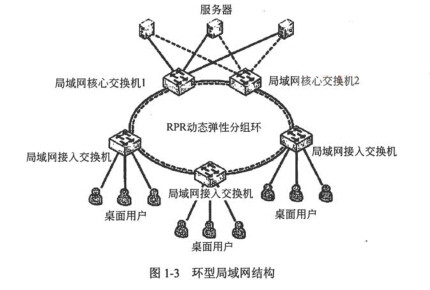 服务器
局域网核心交换机1
局域网核心交换机2
RPR动态弹性分组环
局域网接入交换机
局域网接入交换机
局域网接入交换机
桌面用户
桌面用户
桌面用户
图 1-3 环型局域网结构